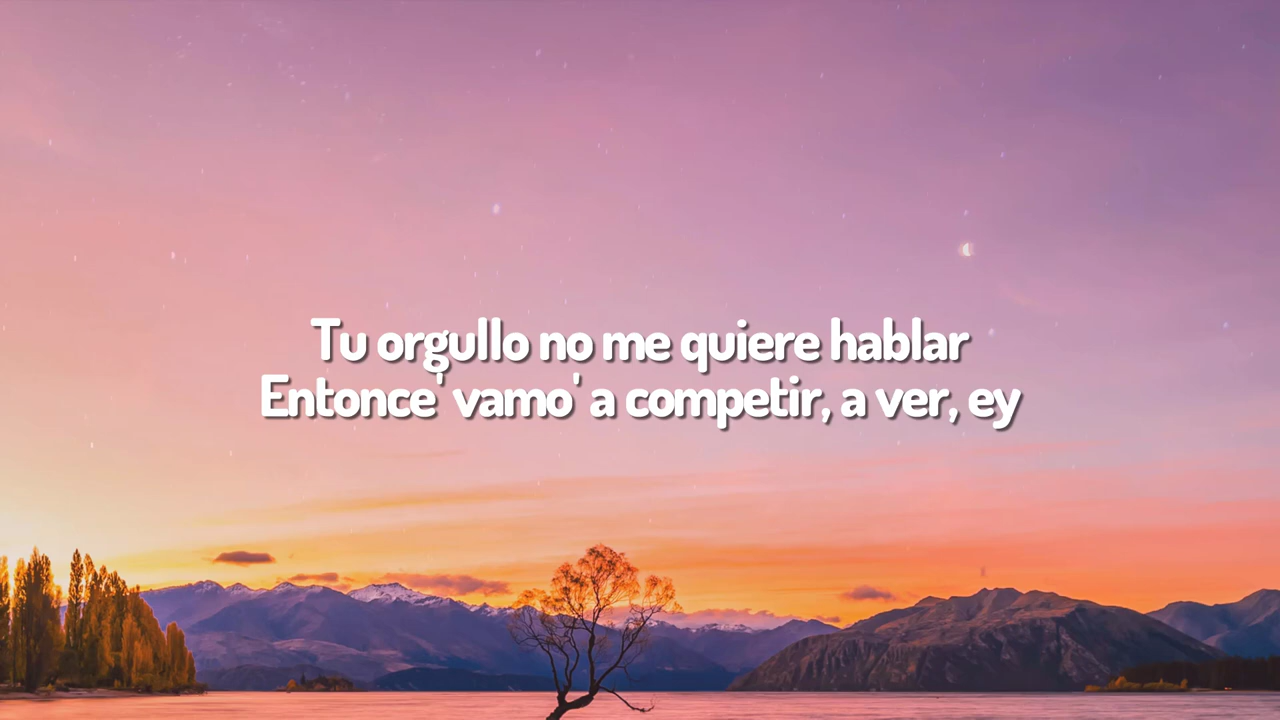 Tu orgullo no me quiere hablar
Entonce' vamo' a competir, a ver, ey